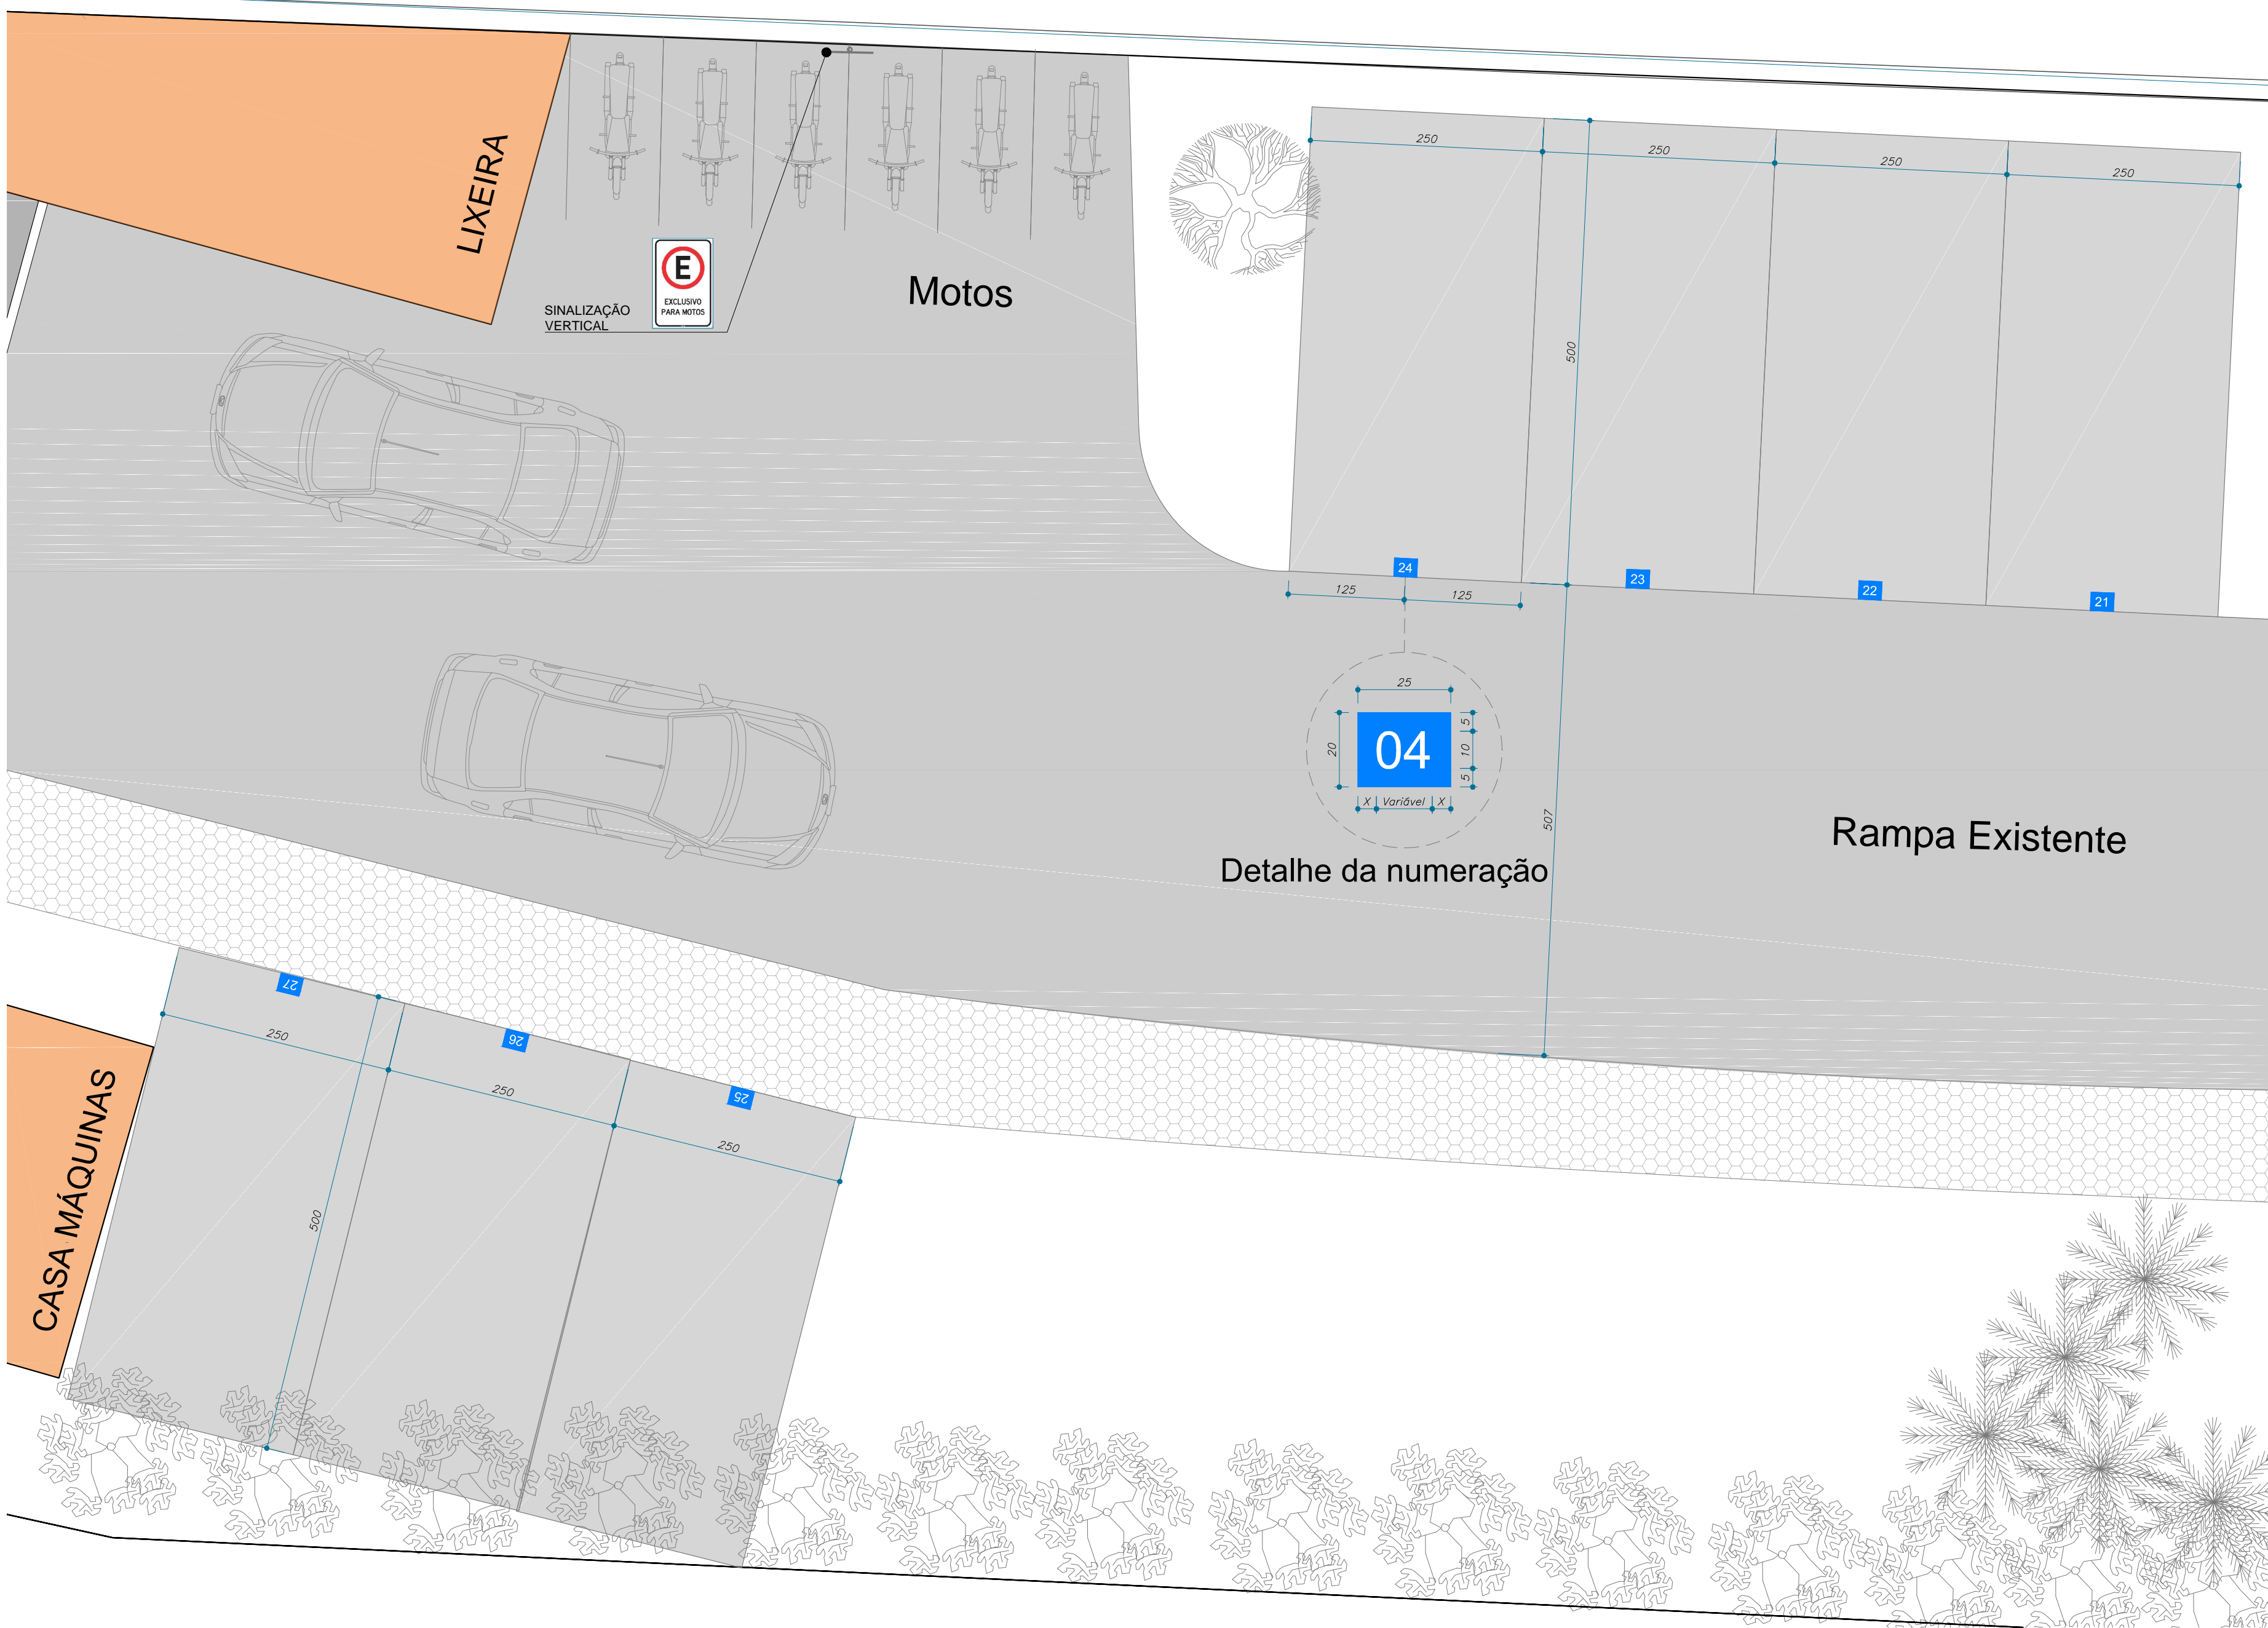 LIXEIRA
E
EXCLUSIVO
PARA MOTOS
SINALIZAÇÃO
VERTICAL
Motos
250
250
250
250
500
24
23
22
21
125
125
25
04
20
5
10
5
X
Variável
X
Detalhe da numeração
507
Rampa Existente
27
26
25
250
250
250
500
CASA MÁQUINAS